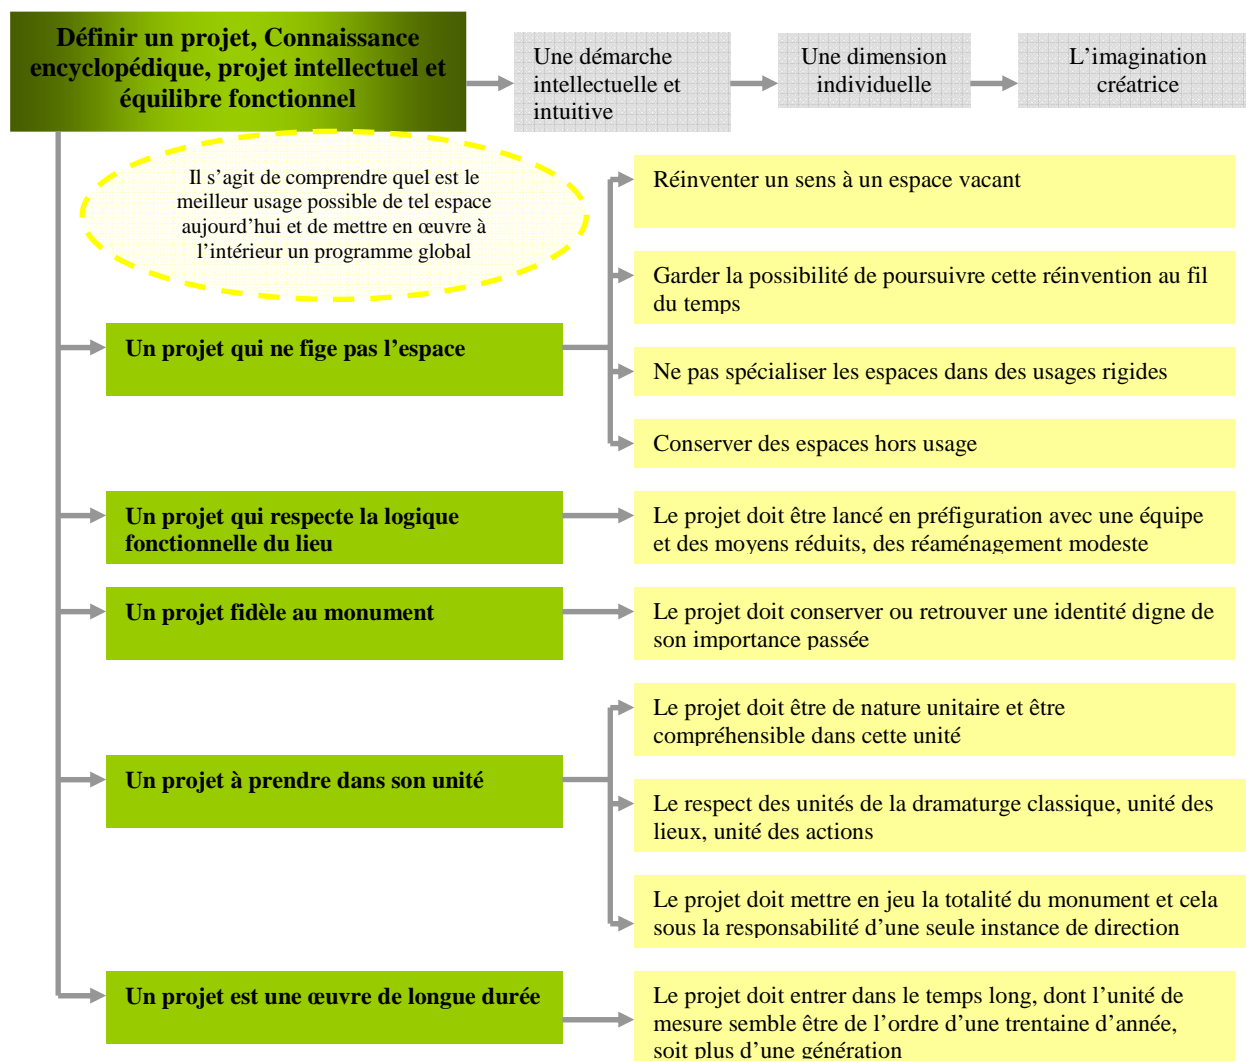 Définir un projet, Connaissance
encyclopédique, projet intellectuel et
équilibre fonctionnel
Une démarche
intellectuelle et
intuitive
Une dimension
individuelle
L’imagination
créatrice
Il s’agit de comprendre quel est le
meilleur usage possible de tel espace
aujourd’hui et de mettre en œuvre à
l’intérieur un programme global
Un projet qui ne fige pas l’espace
Réinventer un sens à un espace vacant
Garder la possibilité de poursuivre cette réinvention au fil
du temps
Ne pas spécialiser les espaces dans des usages rigides
Conserver des espaces hors usage
Un projet qui respecte la logique
fonctionnelle du lieu
Le projet doit être lancé en préfiguration avec une équipe
et des moyens réduits, des réaménagement modeste
Un projet fidèle au monument
Le projet doit conserver ou retrouver une identité digne de
son importance passée
Un projet à prendre dans son unité
Le projet doit être de nature unitaire et être
compréhensible dans cette unité
Le respect des unités de la dramaturge classique, unité des
lieux, unité des actions
Le projet doit mettre en jeu la totalité du monument et cela
sous la responsabilité d’une seule instance de direction
Un projet est une œuvre de longue durée
Le projet doit entrer dans le temps long, dont l’unité de
mesure semble être de l’ordre d’une trentaine d’année,
soit plus d’une génération